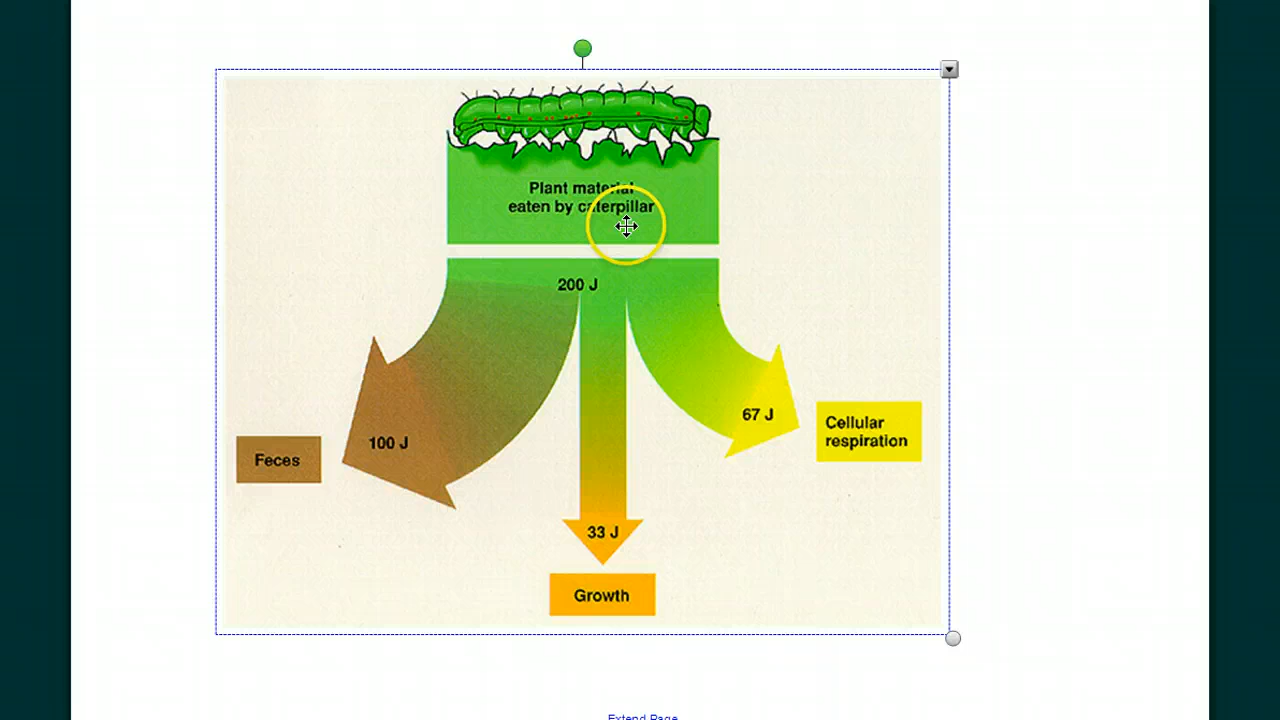 Plant material
eaten by caterpillar
200 J
100 J
67 J
Cellular
respiration
Feces
33 J
Growth
Extend Page